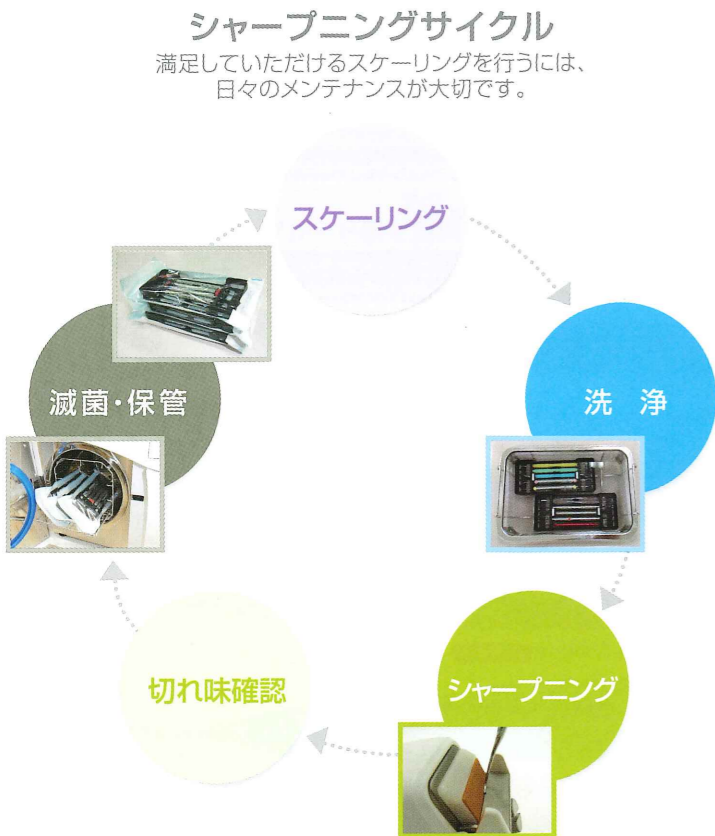 シャープニングサイクル
満足していただけるスケーリングを行うには、
日々のメンテナンスが大切です。
スケーリング
洗 浄
シャープニング
切れ味確認
滅菌・保管